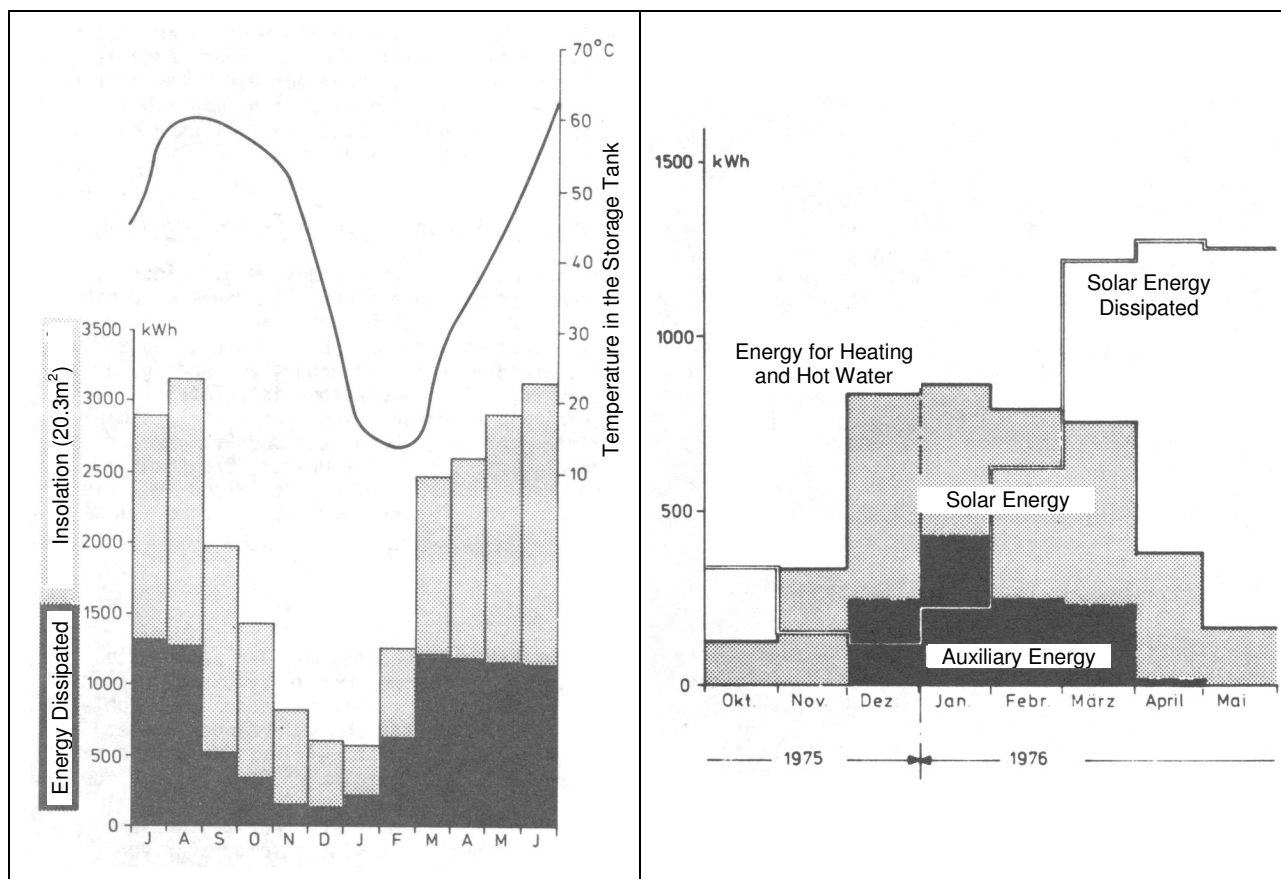 70°C
60
50
40
30
20
10
Temperature in the Storage Tank
3500
kWh
3000
2500
2000
1500
1000
500
0
Insolation (20.3m²)
Energy Dissipated
J A S O N D J F M A M J
1500
kWh
1000
500
0
Solar Energy
Dissipated
Energy for Heating
and Hot Water
Solar Energy
Auxiliary Energy
Okt. Nov. Dez. Jan. Febr. März April Mai
1975 1976